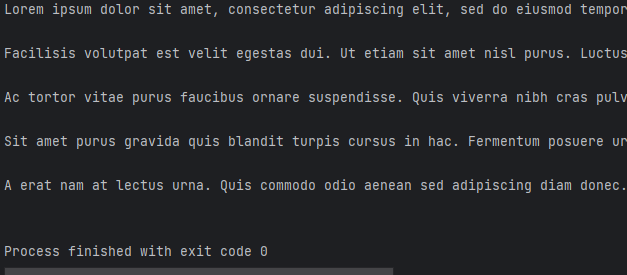 Lorem ipsum dolor sit amet, consectetur adipiscing elit, sed do eiusmod tempor
Facilisis volutpat est velit egestas dui. Ut etiam sit amet nisl purus. Luctus
Ac tortor vitae purus faucibus ornare suspendisse. Quis viverra nibh cras pulv
Sit amet purus gravida quis blandit turpis cursus in hac. Fermentum posuere ur
A erat nam at lectus urna. Quis commodo odio aenean sed adipiscing diam donec.
Process finished with exit code 0